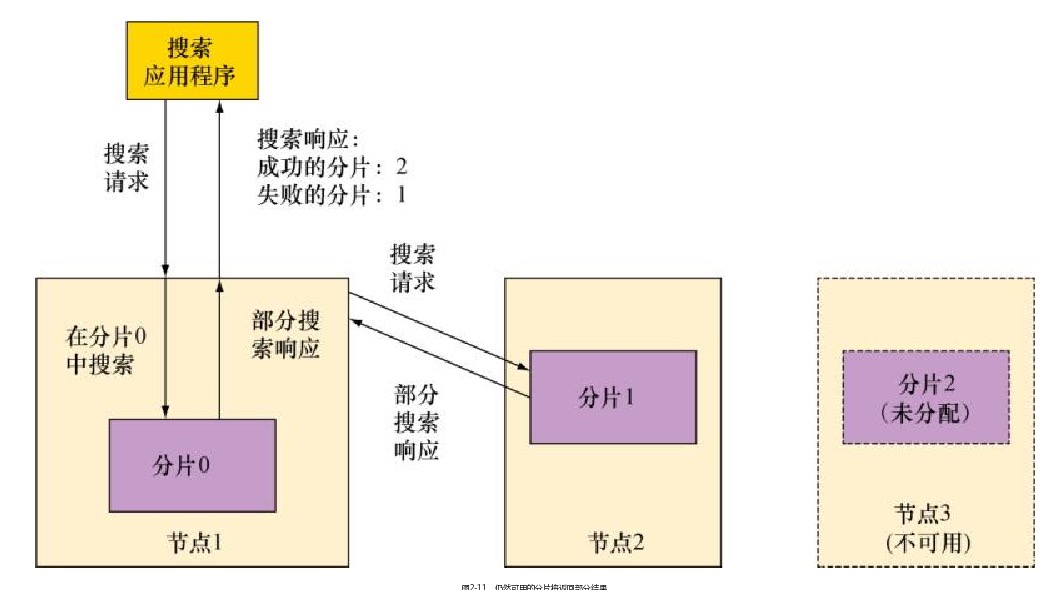 搜索
应用程序
搜索
请求
搜索响应:
成功的分片: 2
失败的分片: 1
搜索
请求
在分片0
中搜索
部分搜
索响应
部分
搜索
响应
分片0
节点1
分片1
节点2
分片2
(未分配)
节点3
(不可用)
图2-11 仍然可用的分片将返回部分结果